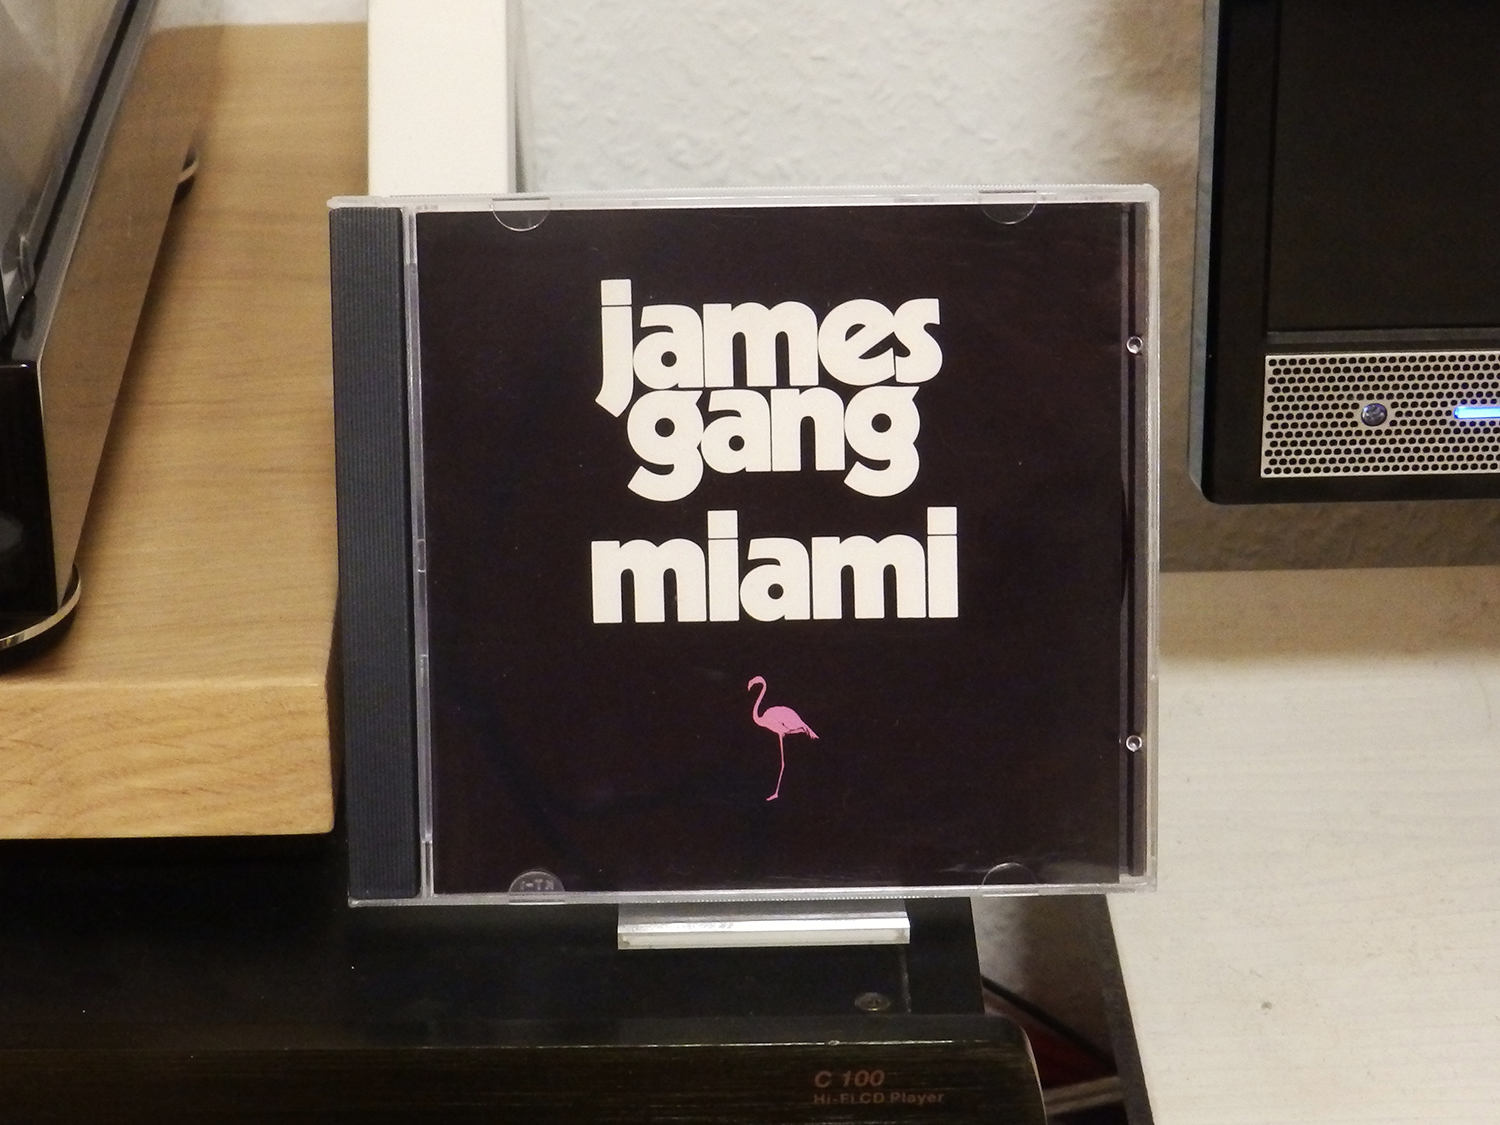 james
gang
miami
C 100
Hi-Fi CD Player